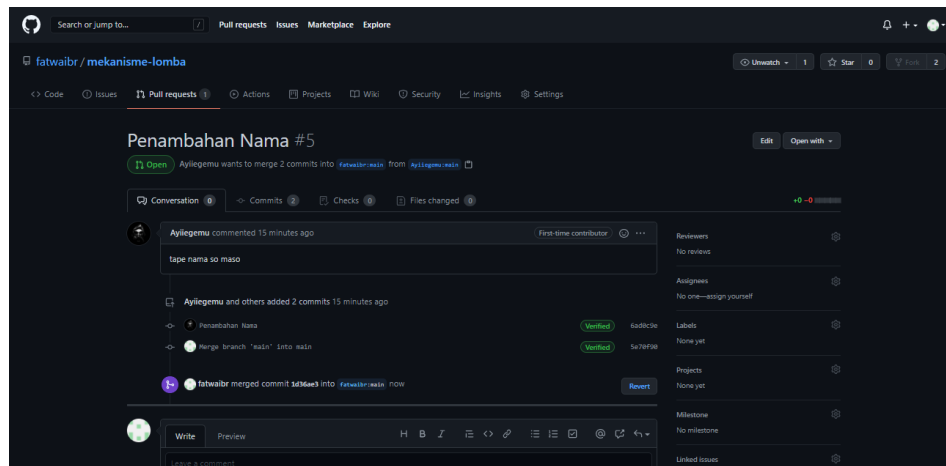 Search or jump to... / Pull requests Issues Marketplace Explore
fatwaibr / mekanisme-lomba Unwatch 1 Star 0 Fork 2
Code Issues Pull requests 1 Actions Projects Wiki Security Insights Settings
Penambahan Nama #5 Edit Open with
Open Ayiiegemu wants to merge 2 commits into fatwaibr:main from Ayiiegemu:main
Conversation 0 Commits 2 Checks 0 Files changed 0 +0 −0
Ayiiegemu commented 15 minutes ago First-time contributor
tape nama so maso
Ayiiegemu and others added 2 commits 15 minutes ago
Penambahan Nama Verified 6ad0c9e
Merge branch 'main' into main Verified 5e70f90
fatwaibr merged commit 1d36ae3 into fatwaibr:main now Revert
Write Preview H B I
Leave a comment
Reviewers
No reviews
Assignees
No one—assign yourself
Labels
None yet
Projects
None yet
Milestone
No milestone
Linked issues